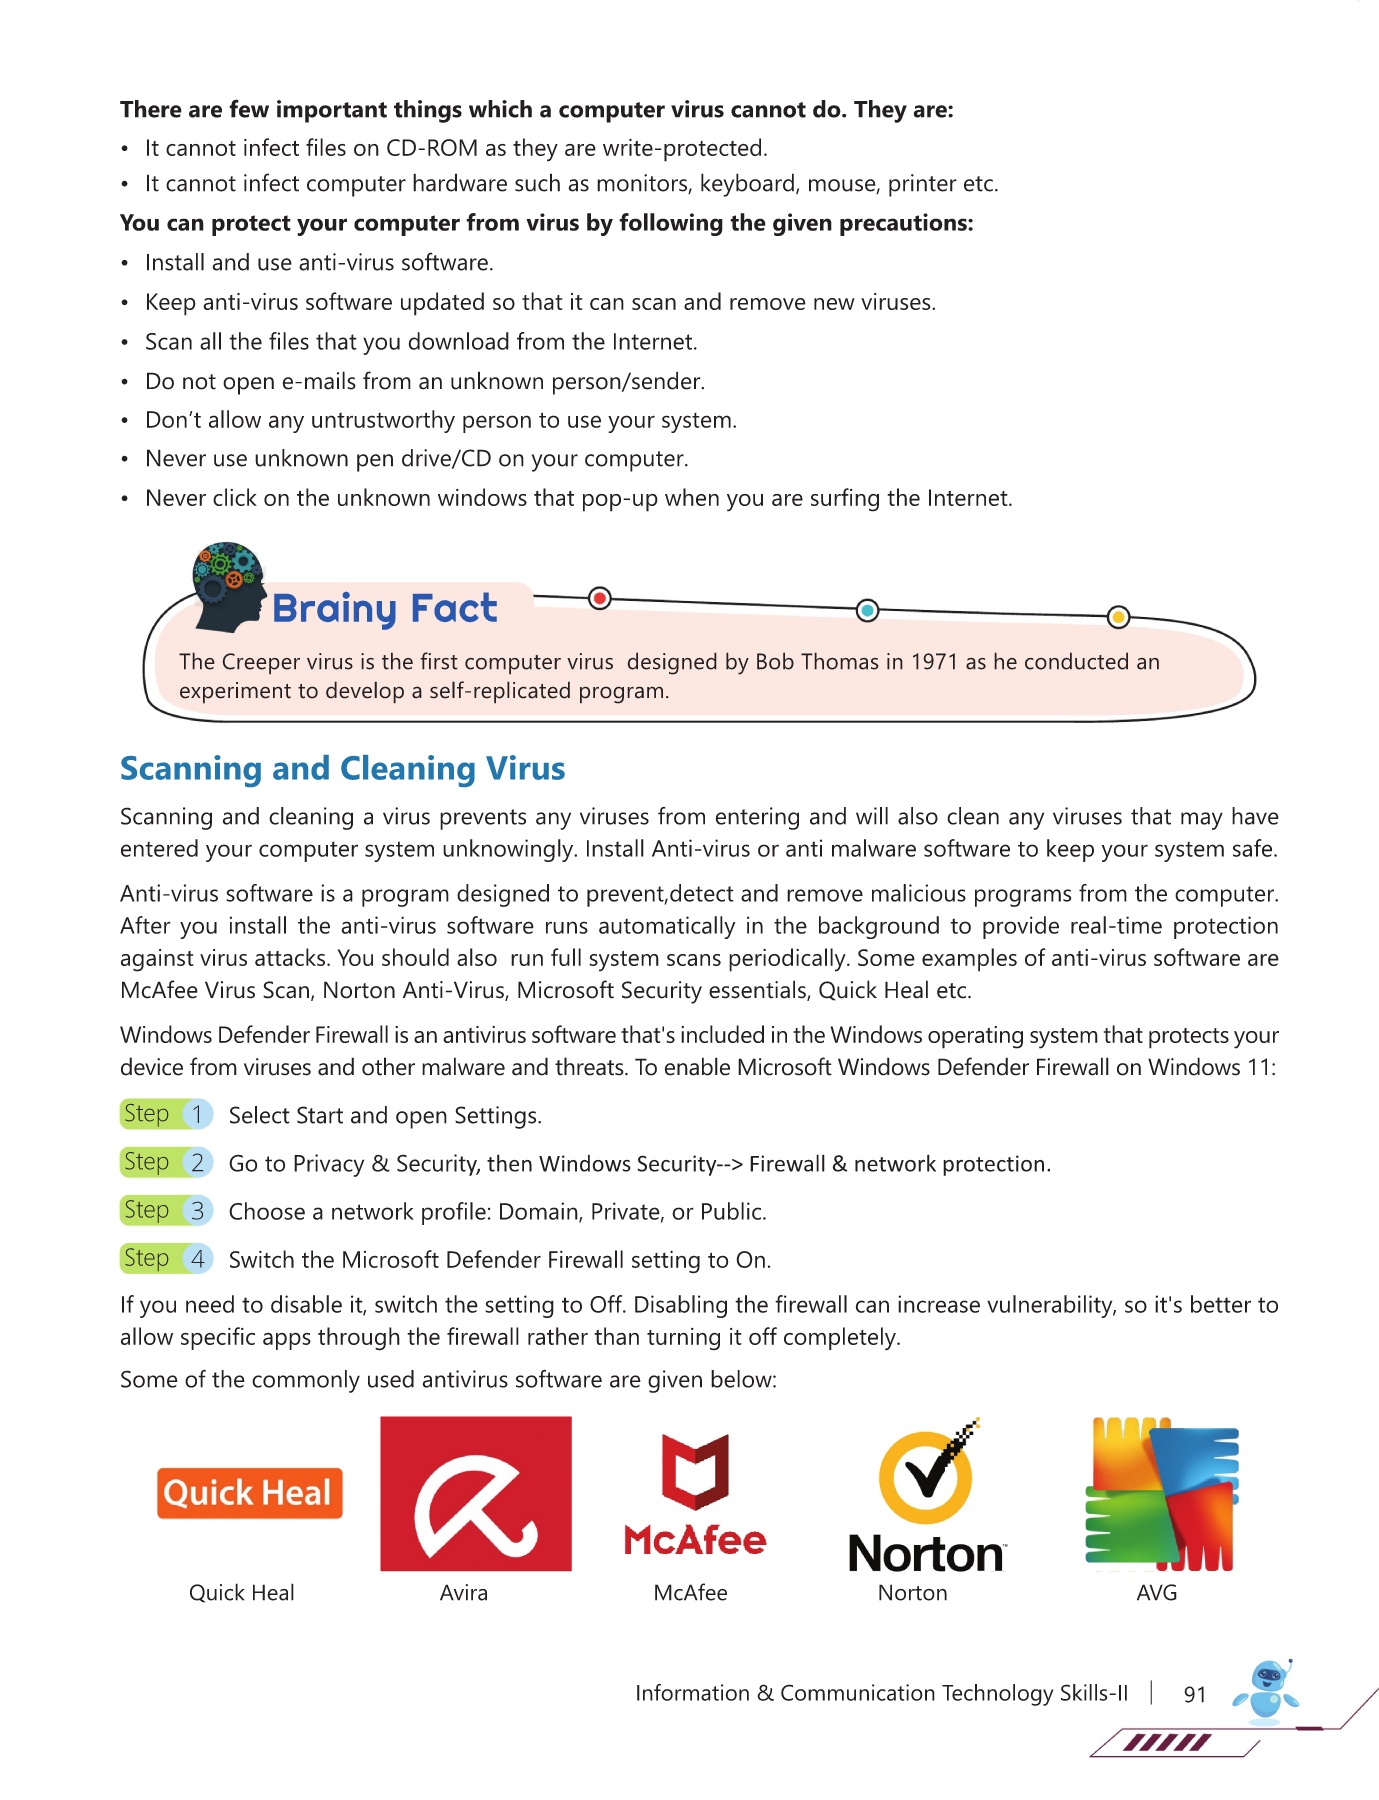 There are few important things which a computer virus cannot do. They are:
• It cannot infect files on CD-ROM as they are write-protected.
• It cannot infect computer hardware such as monitors, keyboard, mouse, printer etc.
You can protect your computer from virus by following the given precautions:
• Install and use anti-virus software.
• Keep anti-virus software updated so that it can scan and remove new viruses.
• Scan all the files that you download from the Internet.
• Do not open e-mails from an unknown person/sender.
• Don’t allow any untrustworthy person to use your system.
• Never use unknown pen drive/CD on your computer.
• Never click on the unknown windows that pop-up when you are surfing the Internet.
Brainy Fact
The Creeper virus is the first computer virus designed by Bob Thomas in 1971 as he conducted an
experiment to develop a self-replicated program.
Scanning and Cleaning Virus
Scanning and cleaning a virus prevents any viruses from entering and will also clean any viruses that may have
entered your computer system unknowingly. Install Anti-virus or anti malware software to keep your system safe.
Anti-virus software is a program designed to prevent,detect and remove malicious programs from the computer.
After you install the anti-virus software runs automatically in the background to provide real-time protection
against virus attacks. You should also run full system scans periodically. Some examples of anti-virus software are
McAfee Virus Scan, Norton Anti-Virus, Microsoft Security essentials, Quick Heal etc.
Windows Defender Firewall is an antivirus software that's included in the Windows operating system that protects your
device from viruses and other malware and threats. To enable Microsoft Windows Defender Firewall on Windows 11:
Step 1 Select Start and open Settings.
Step 2 Go to Privacy & Security, then Windows Security--> Firewall & network protection.
Step 3 Choose a network profile: Domain, Private, or Public.
Step 4 Switch the Microsoft Defender Firewall setting to On.
If you need to disable it, switch the setting to Off. Disabling the firewall can increase vulnerability, so it's better to
allow specific apps through the firewall rather than turning it off completely.
Some of the commonly used antivirus software are given below:
Quick Heal
McAfee
Norton™
Quick Heal Avira McAfee Norton AVG
Information & Communication Technology Skills-II | 91